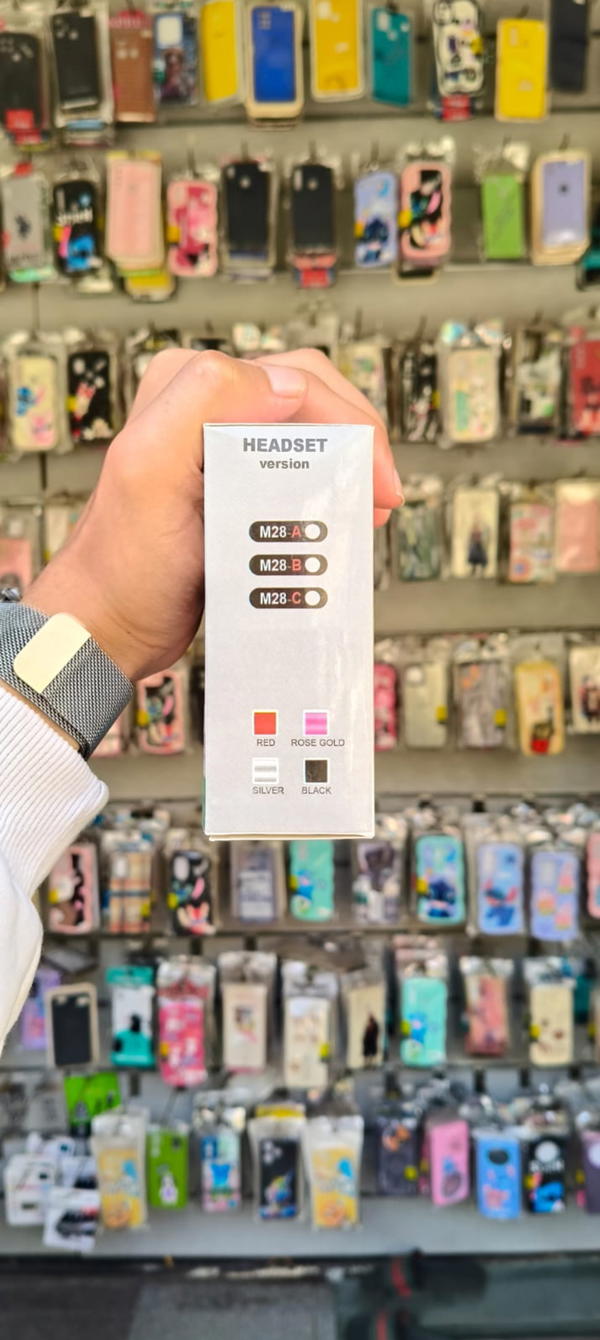 HEADSET
version
M28-A
M28-B
M28-C
RED ROSE GOLD
SILVER BLACK